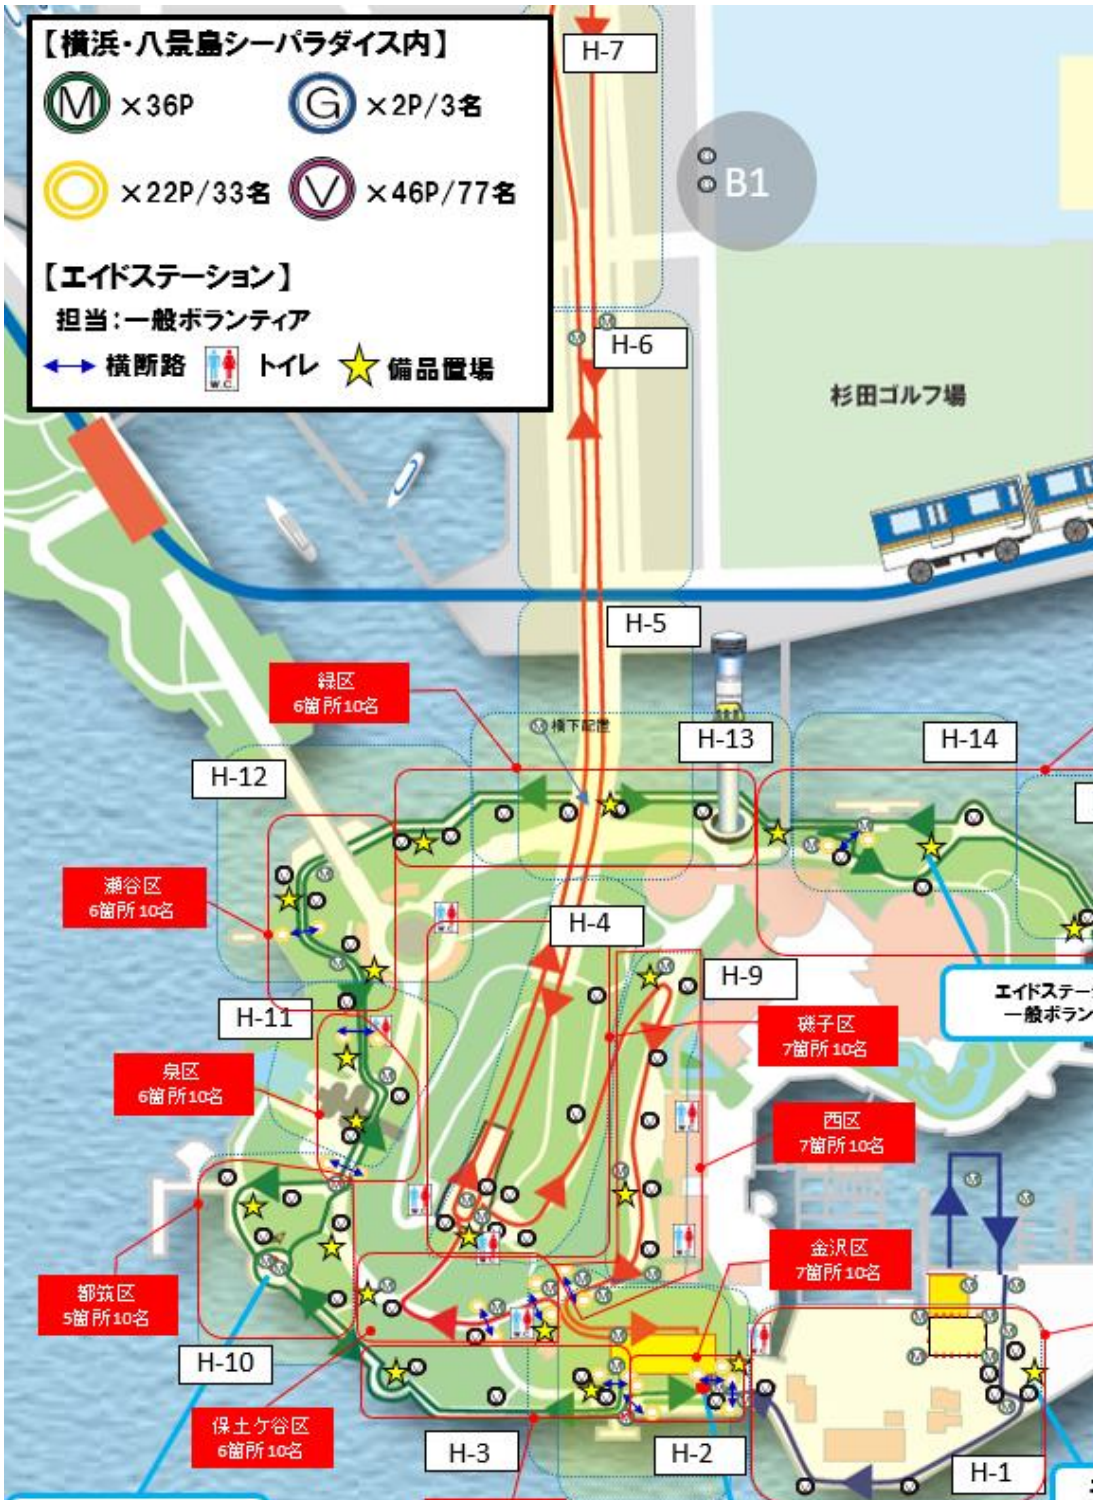 【横浜・八景島シーパラダイス内】
M ×36P
G ×2P/3名
×22P/33名
V ×46P/77名
【エイドステーション】
担当：一般ボランティア
横断路
W.C.
トイレ
備品置場
H-7
B1
H-6
杉田ゴルフ場
H-5
緑区
6箇所10名
M 橋下配置
H-13
H-14
H-12
瀬谷区
6箇所10名
H-4
H-9
エイドステー
一般ボラン
H-11
磯子区
7箇所10名
泉区
6箇所10名
西区
7箇所10名
金沢区
7箇所10名
都筑区
5箇所10名
H-10
保土ケ谷区
6箇所10名
H-3
H-2
H-1